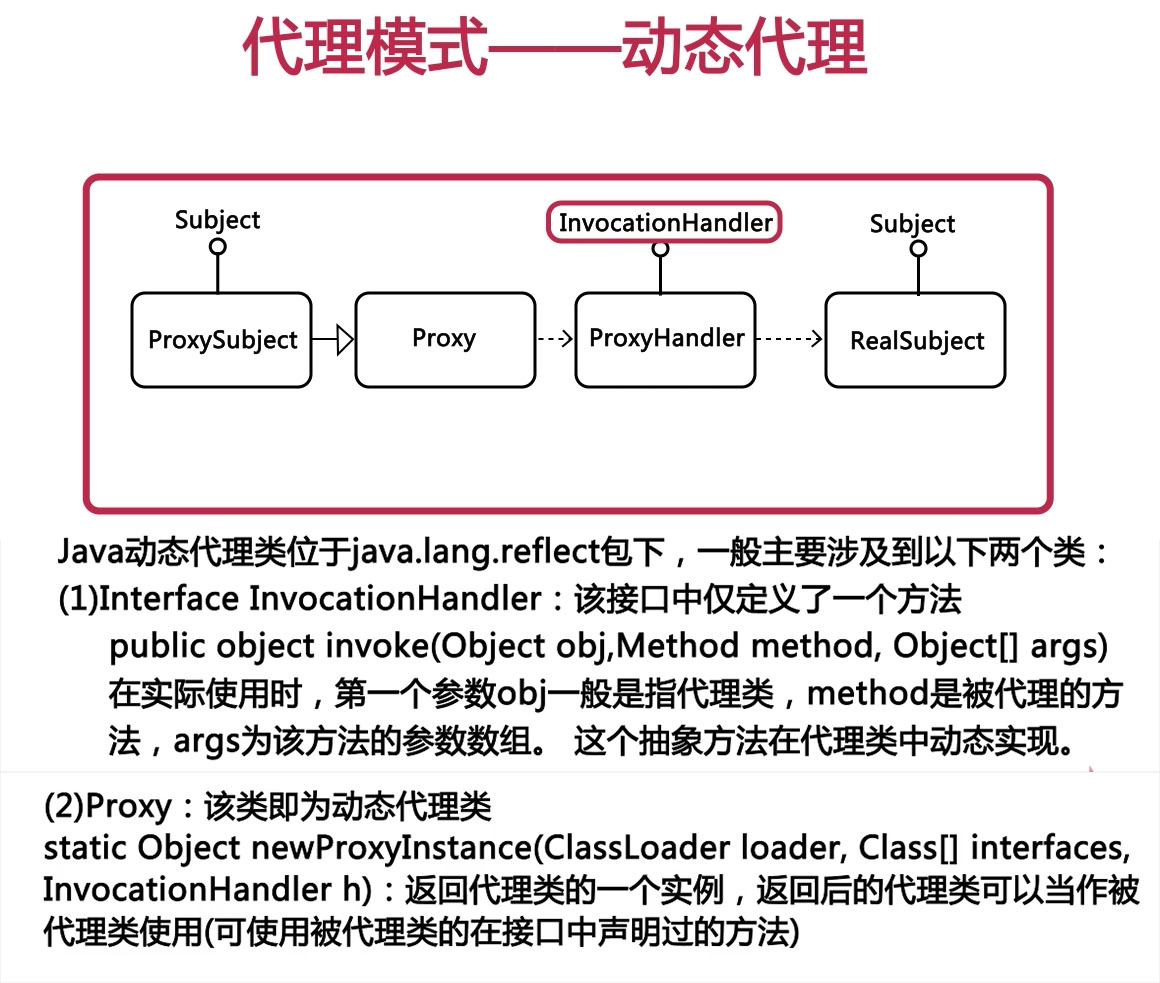 代理模式——动态代理
Subject
InvocationHandler
Subject
ProxySubject
Proxy
ProxyHandler
RealSubject
Java动态代理类位于java.lang.reflect包下，一般主要涉及到以下两个类：
(1)Interface InvocationHandler：该接口中仅定义了一个方法
public object invoke(Object obj,Method method, Object[] args)
在实际使用时，第一个参数obj一般是指代理类，method是被代理的方
法，args为该方法的参数数组。 这个抽象方法在代理类中动态实现。
(2)Proxy：该类即为动态代理类
static Object newProxyInstance(ClassLoader loader, Class[] interfaces,
InvocationHandler h)：返回代理类的一个实例，返回后的代理类可以当作被
代理类使用(可使用被代理类的在接口中声明过的方法)